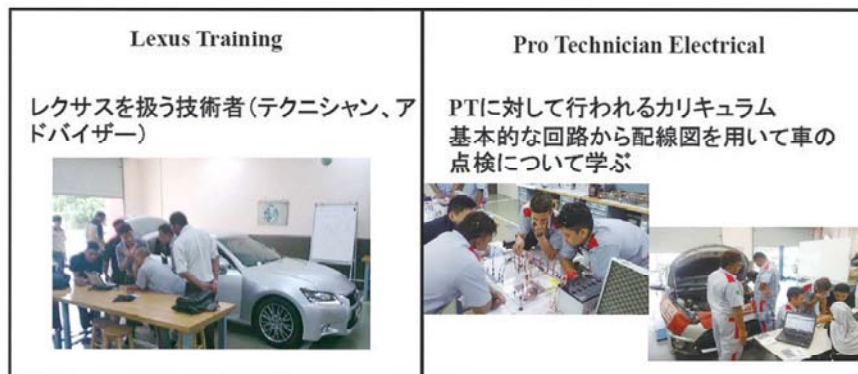 Lexus Training
レクサスを扱う技術者(テクニシャン、ア
ドバイザー)
Pro Technician Electrical
PTに対して行われるカリキュラム
基本的な回路から配線図を用いて車の
点検について学ぶ